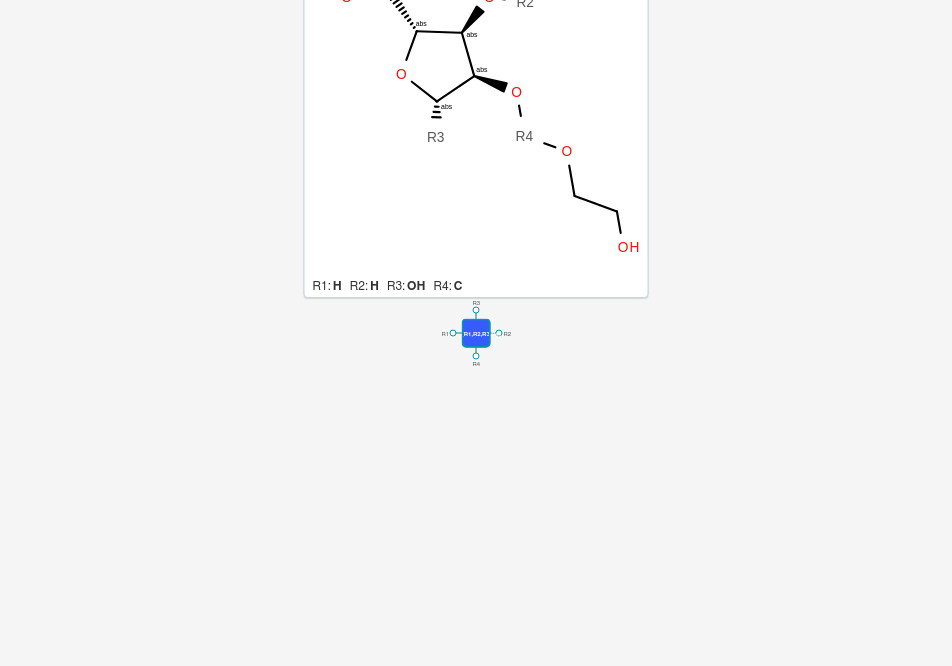 O
O
R2
abs
abs
abs
O
O
abs
R3
R4
O
OH
R1: H R2: H R3: OH R4: C
R3
R1
R1,R2,R3
R2
R4